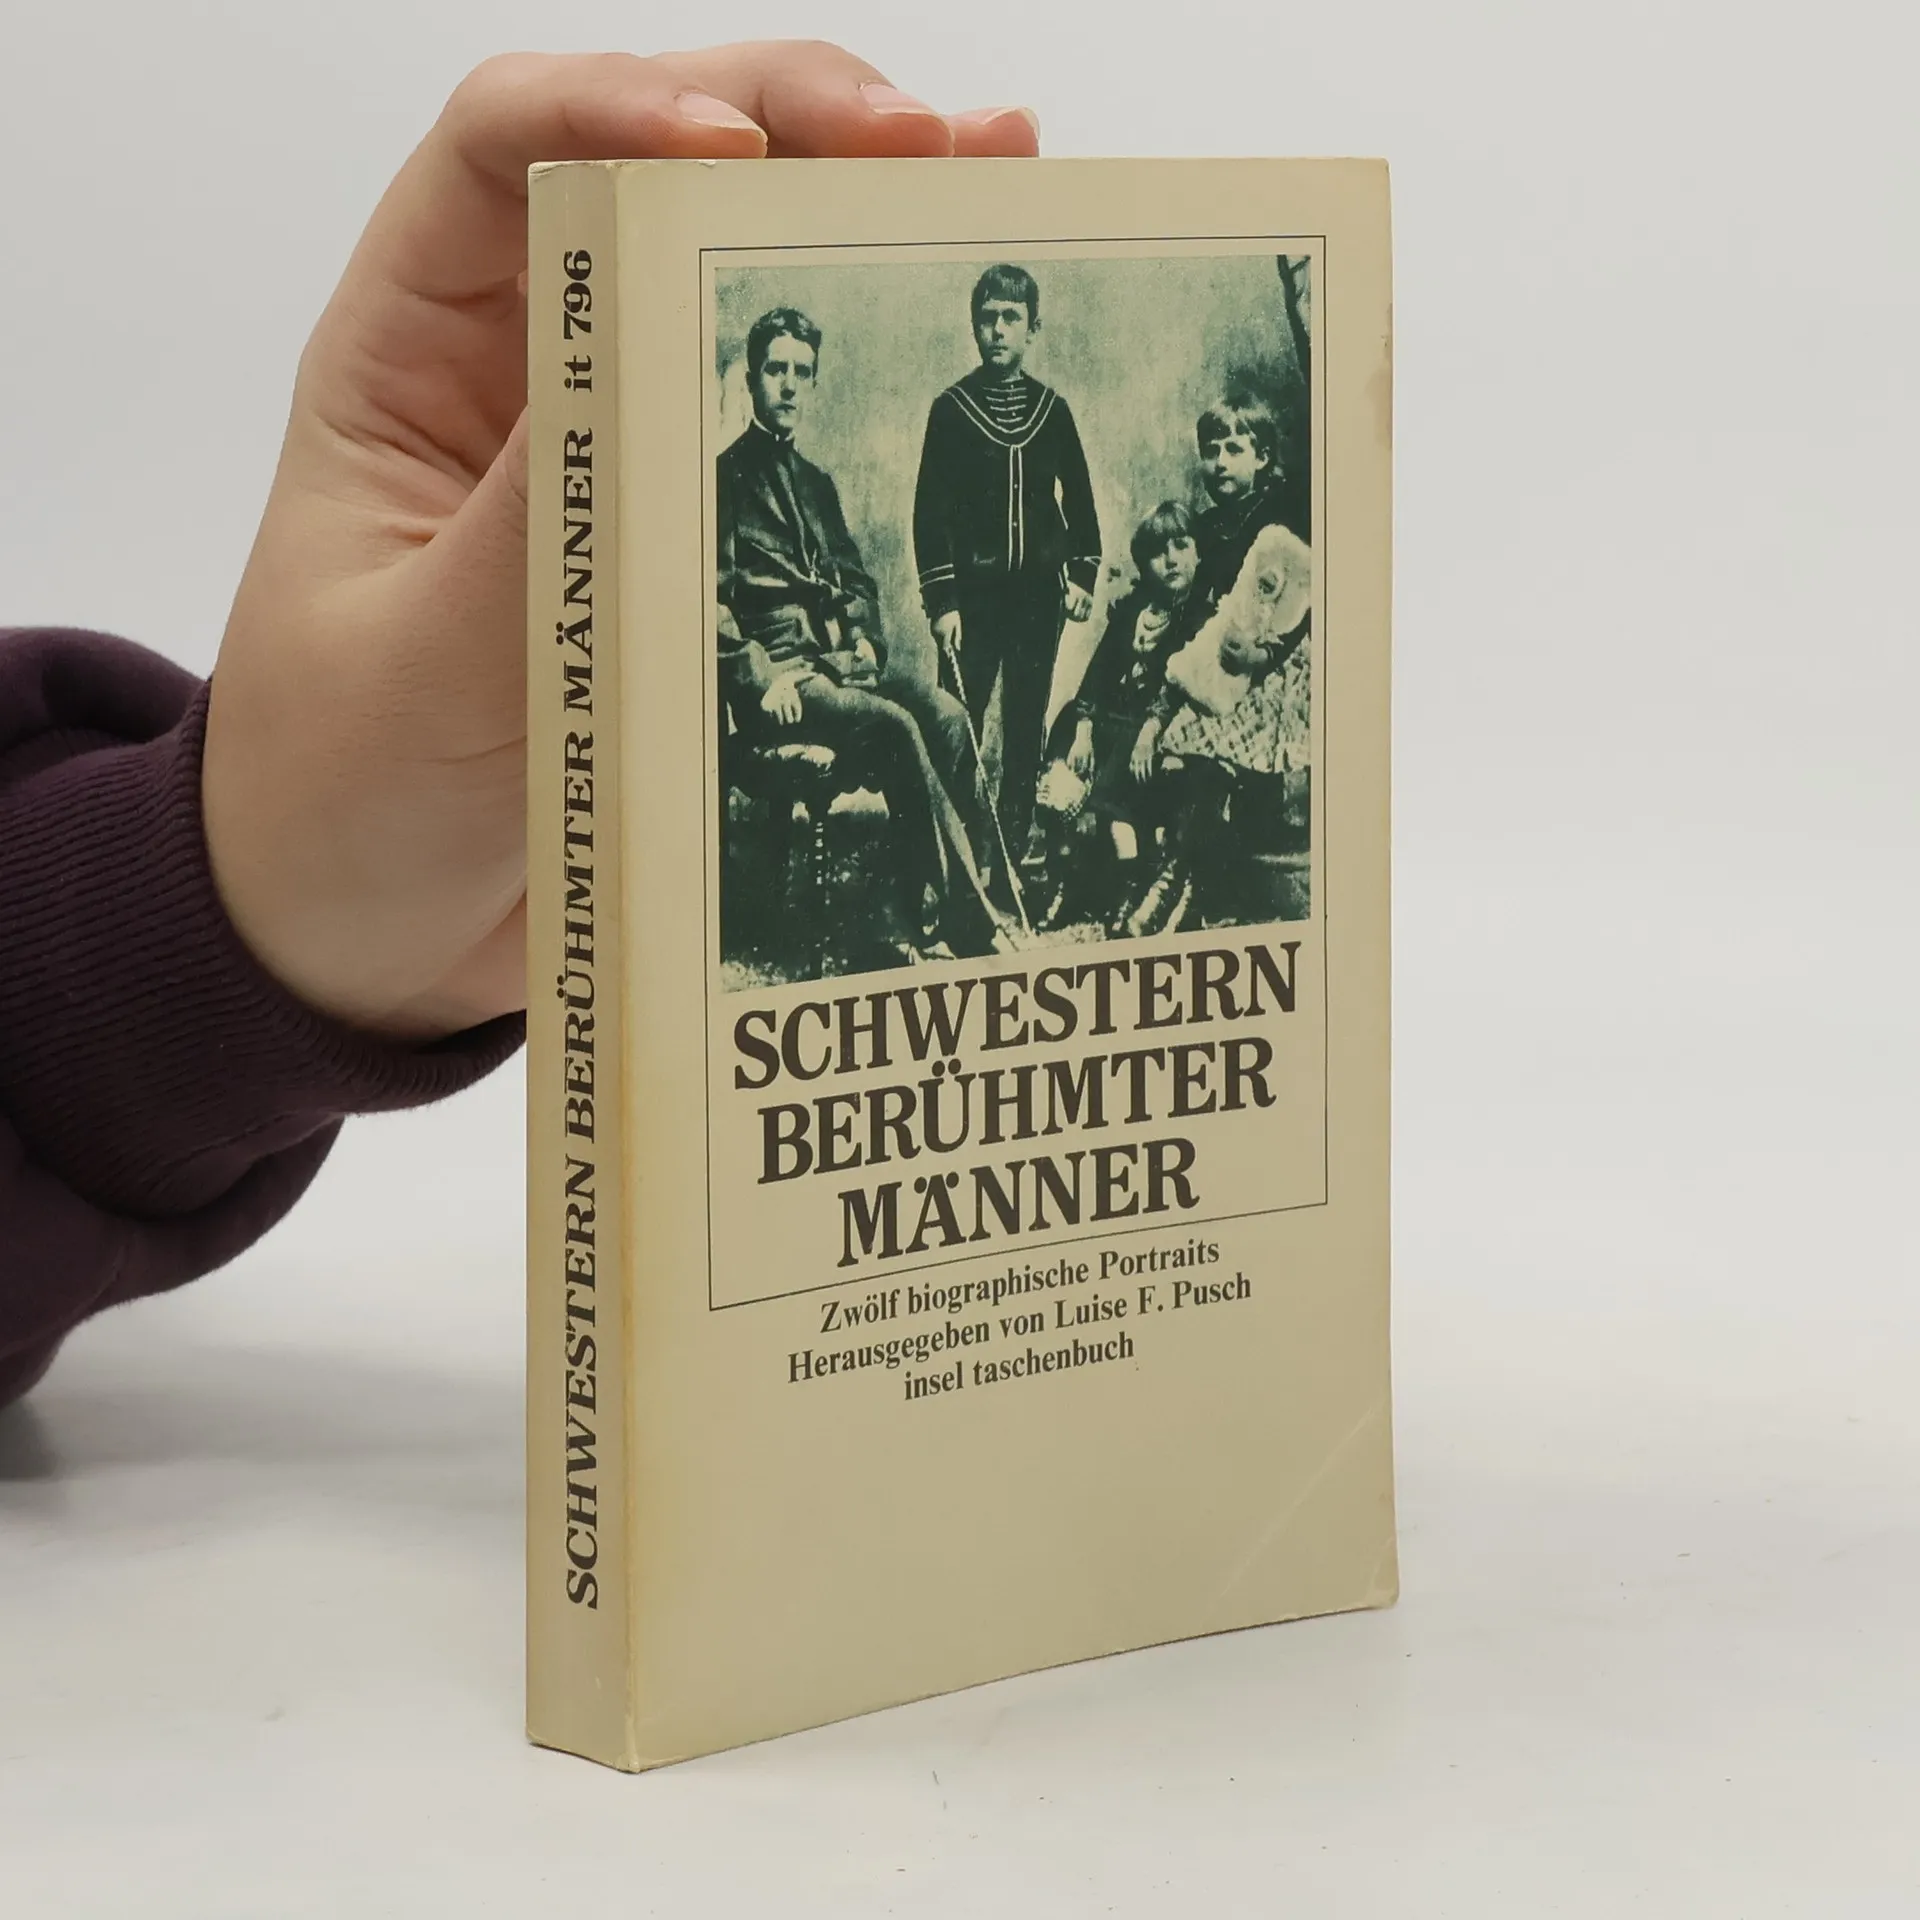 SCHWESTERN BERÜHMTER MÄNNER it 796
SCHWESTERN
BERÜHMTER
MÄNNER
Zwölf biographische Portraits
Herausgegeben von Luise F. Pusch
insel taschenbuch